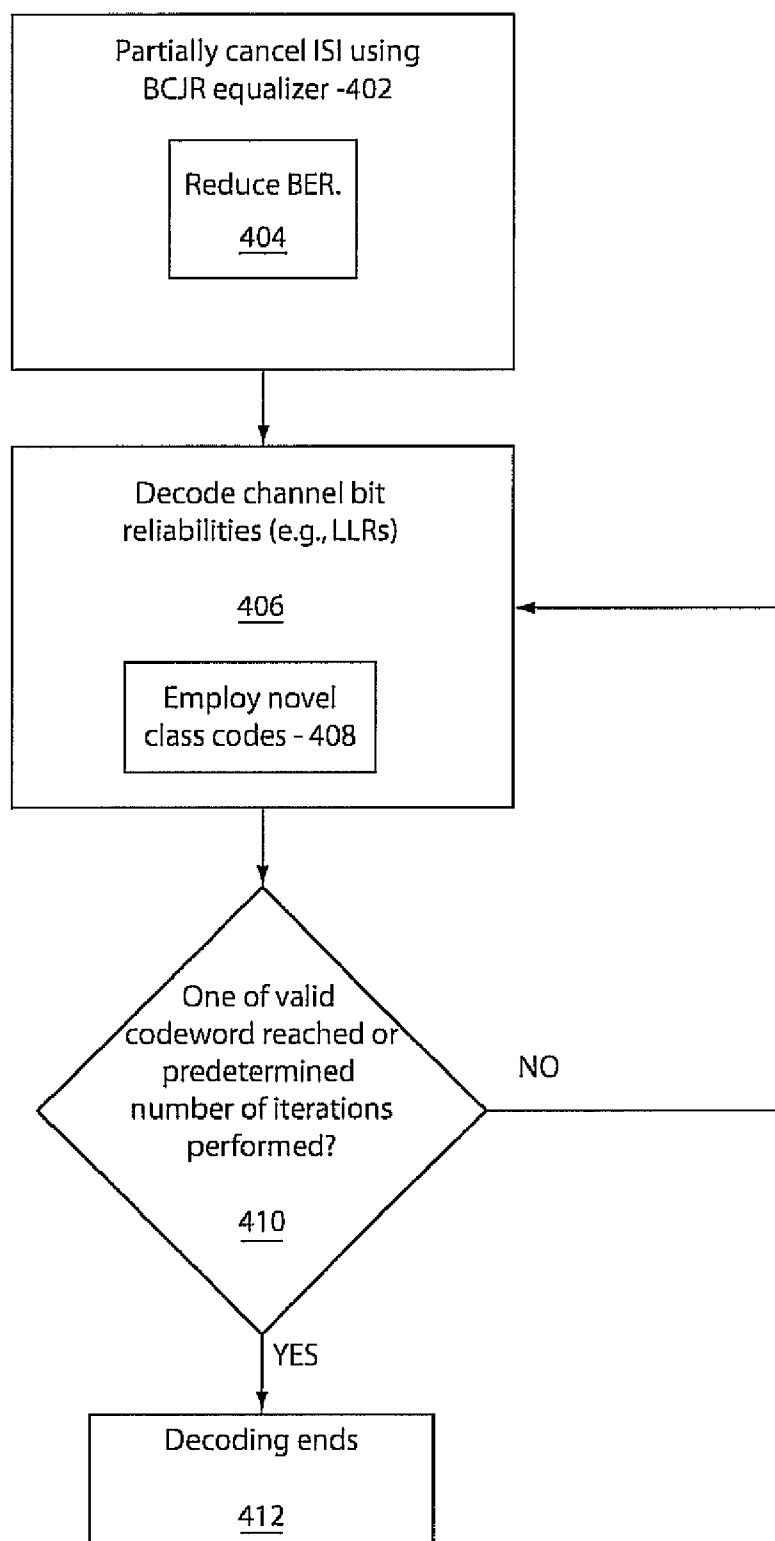 Partially cancel ISI using
BCJR equalizer -402
Reduce BER.
404
Decode channel bit
reliabilities (e.g., LLRs)
406
Employ novel
class codes - 408
One of valid
codeword reached or
predetermined
number of iterations
performed?
410
NO
YES
Decoding ends
412